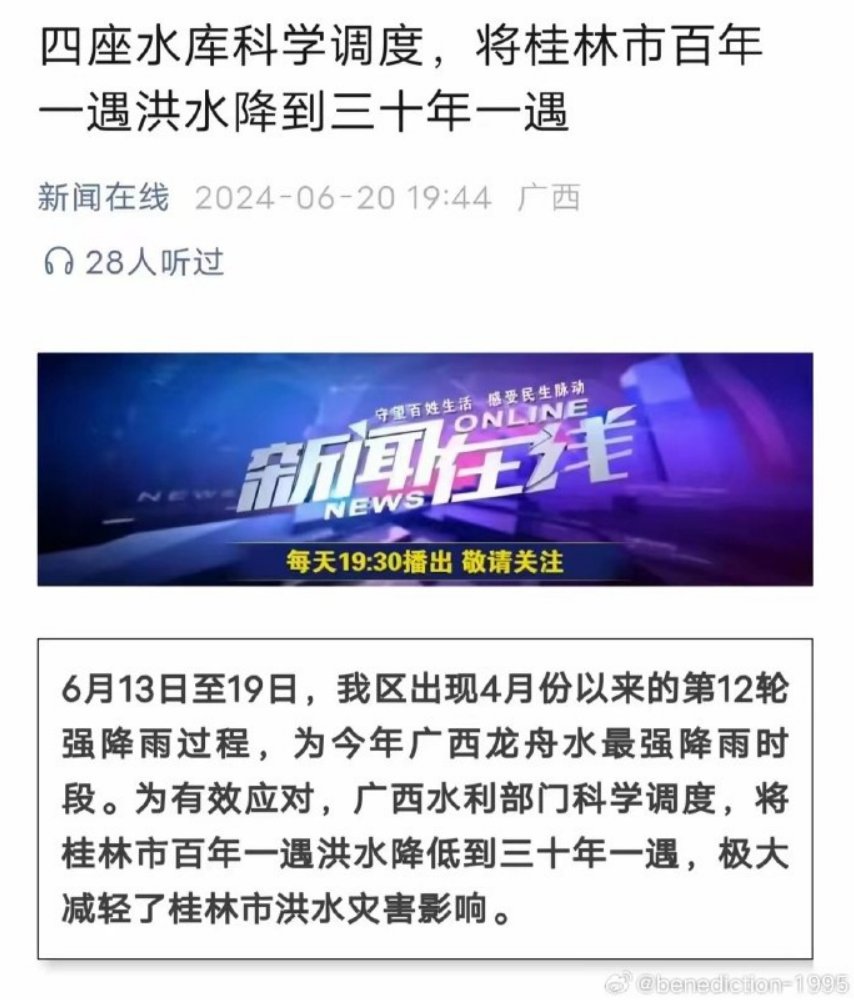 四座水库科学调度，将桂林市百年
一遇洪水降到三十年一遇
新闻在线 2024-06-20 19:44 广西
28人听过
守望百姓生活 感受民生脉动
ONLINE
新闻在线
NEWS
NEWS
每天19:30播出 敬请关注
6月13日至19日，我区出现4月份以来的第12轮
强降雨过程，为今年广西龙舟水最强降雨时
段。为有效应对，广西水利部门科学调度，将
桂林市百年一遇洪水降低到三十年一遇，极大
减轻了桂林市洪水灾害影响。
@benediction-1995